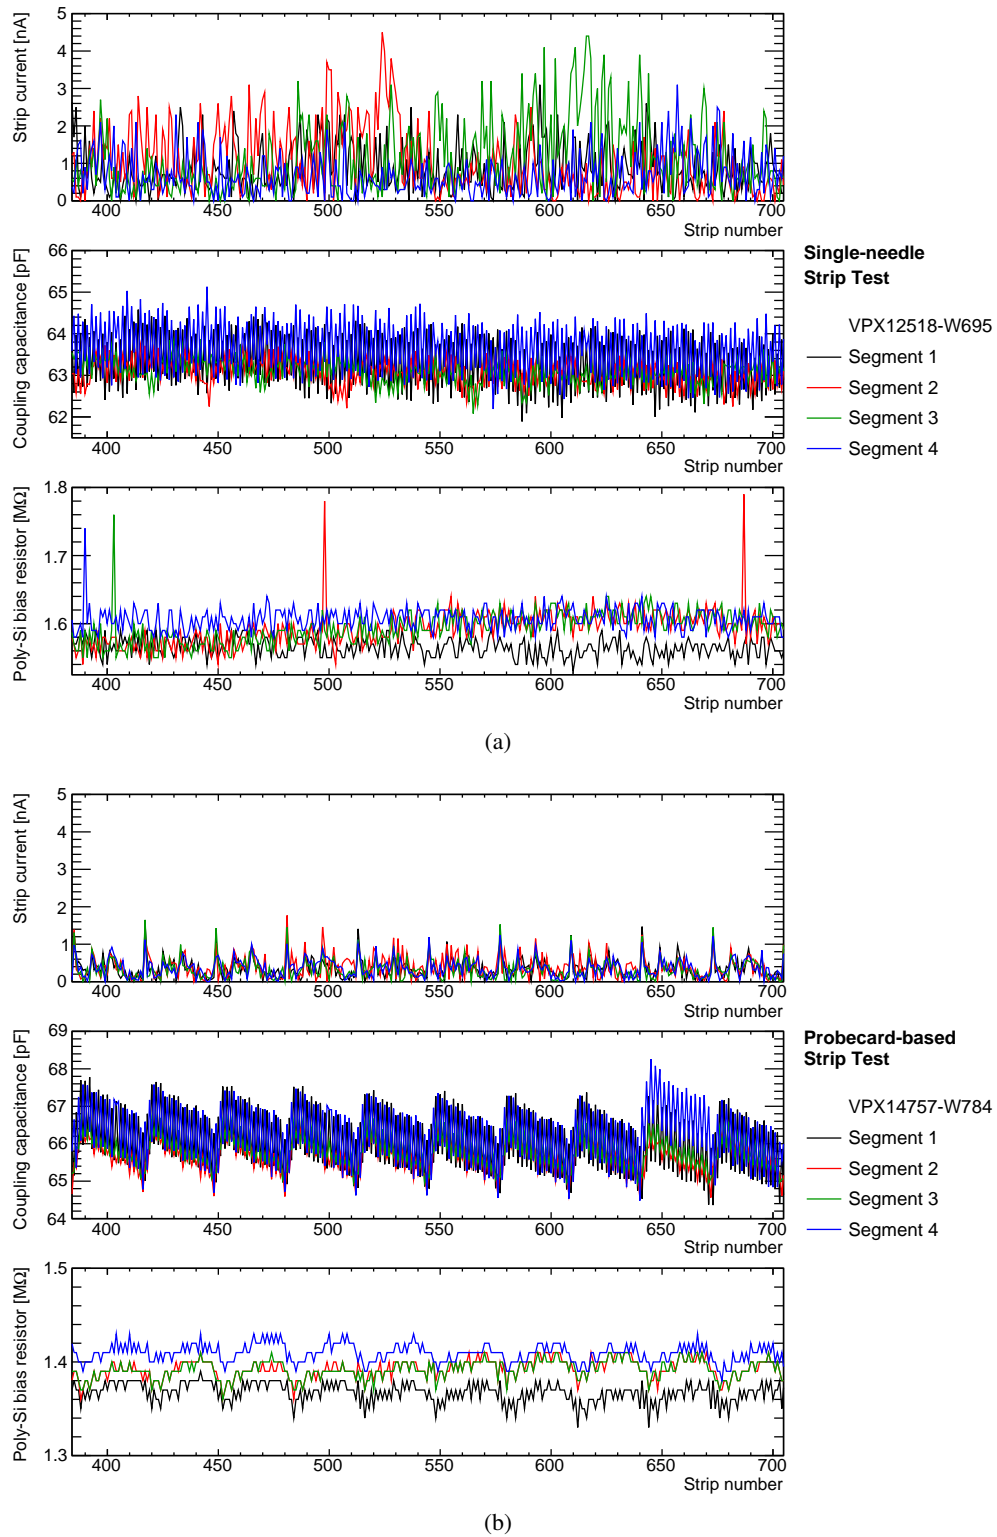 Strip current [nA]
5
4
3
2
1
0
400 450 500 550 600 650 700
Strip number
Coupling capacitance [pF]
66
65
64
63
62
400 450 500 550 600 650 700
Strip number
Single-needle
Strip Test
VPX12518-W695
Segment 1
Segment 2
Segment 3
Segment 4
Poly-Si bias resistor [MΩ]
1.8
1.7
1.6
400 450 500 550 600 650 700
Strip number
(a)
Strip current [nA]
5
4
3
2
1
0
400 450 500 550 600 650 700
Strip number
Coupling capacitance [pF]
69
68
67
66
65
64
400 450 500 550 600 650 700
Strip number
Probecard-based
Strip Test
VPX14757-W784
Segment 1
Segment 2
Segment 3
Segment 4
Poly-Si bias resistor [MΩ]
1.5
1.4
1.3
400 450 500 550 600 650 700
Strip number
(b)